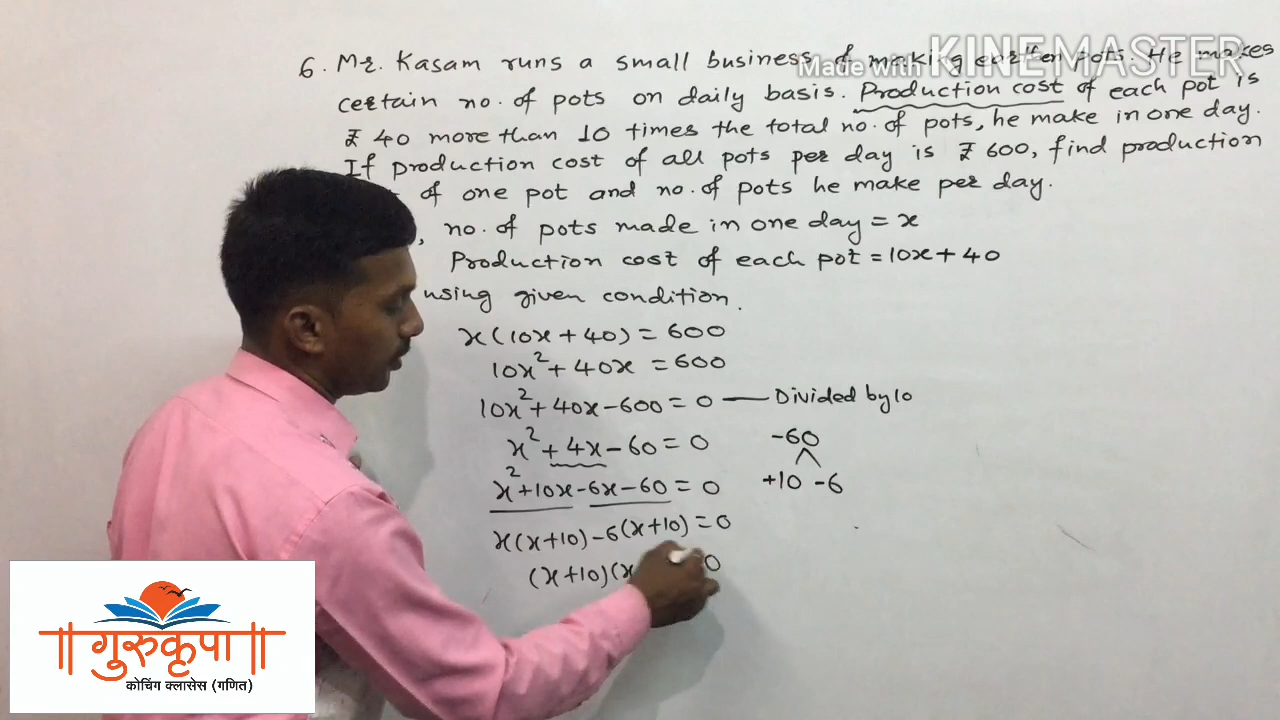 Made with KINEMASTER
6. Mr. Kasam runs a small business of making earthen pots. He makes
certain no. of pots on daily basis. Production cost of each pot is
₹ 40 more than 10 times the total no. of pots, he make in one day.
If production cost of all pots per day is ₹ 600, find production
of one pot and no. of pots he make per day.
, no. of pots made in one day = x
Production cost of each pot = 10x + 40
using given condition.
x(10x + 40) = 600
10x² + 40x = 600
10x² + 40x - 600 = 0 — Divided by 10
x² + 4x - 60 = 0 -60
x² + 10x - 6x - 60 = 0 +10 -6
x(x+10) - 6(x+10) = 0
(x+10)(x 0
॥ गुरुकृपा ॥
कोचिंग क्लासेस (गणित)